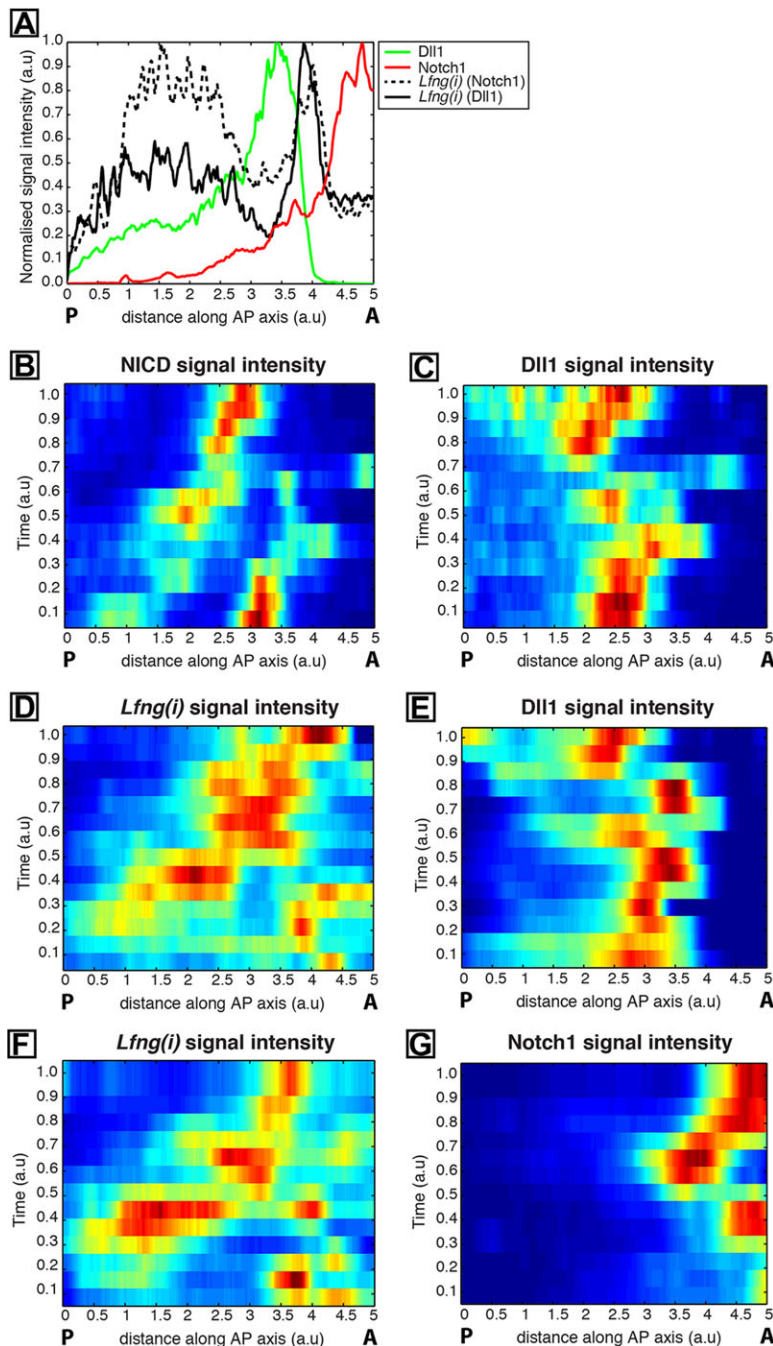 A
Normalised signal intensity (a.u)
1.0
0.9
0.8
0.7
0.6
0.5
0.4
0.3
0.2
0.1
0.0
0 0.5 1 1.5 2 2.5 3 3.5 4 4.5 5
P distance along AP axis (a.u) A
Dll1
Notch1
Lfng(i) (Notch1)
Lfng(i) (Dll1)
B NICD signal intensity
Time (a.u)
1.0
0.9
0.8
0.7
0.6
0.5
0.4
0.3
0.2
0.1
0 0.5 1 1.5 2 2.5 3 3.5 4 4.5 5
P distance along AP axis (a.u) A
C Dll1 signal intensity
Time (a.u)
1.0
0.9
0.8
0.7
0.6
0.5
0.4
0.3
0.2
0.1
0 0.5 1 1.5 2 2.5 3 3.5 4 4.5 5
P distance along AP axis (a.u) A
D Lfng(i) signal intensity
Time (a.u)
1.0
0.9
0.8
0.7
0.6
0.5
0.4
0.3
0.2
0.1
0 0.5 1 1.5 2 2.5 3 3.5 4 4.5 5
P distance along AP axis (a.u) A
E Dll1 signal intensity
Time (a.u)
1.0
0.9
0.8
0.7
0.6
0.5
0.4
0.3
0.2
0.1
0 0.5 1 1.5 2 2.5 3 3.5 4 4.5 5
P distance along AP axis (a.u) A
F Lfng(i) signal intensity
Time (a.u)
1.0
0.9
0.8
0.7
0.6
0.5
0.4
0.3
0.2
0.1
0 0.5 1 1.5 2 2.5 3 3.5 4 4.5 5
P distance along AP axis (a.u) A
G Notch1 signal intensity
Time (a.u)
1.0
0.9
0.8
0.7
0.6
0.5
0.4
0.3
0.2
0.1
0 0.5 1 1.5 2 2.5 3 3.5 4 4.5 5
P distance along AP axis (a.u) A